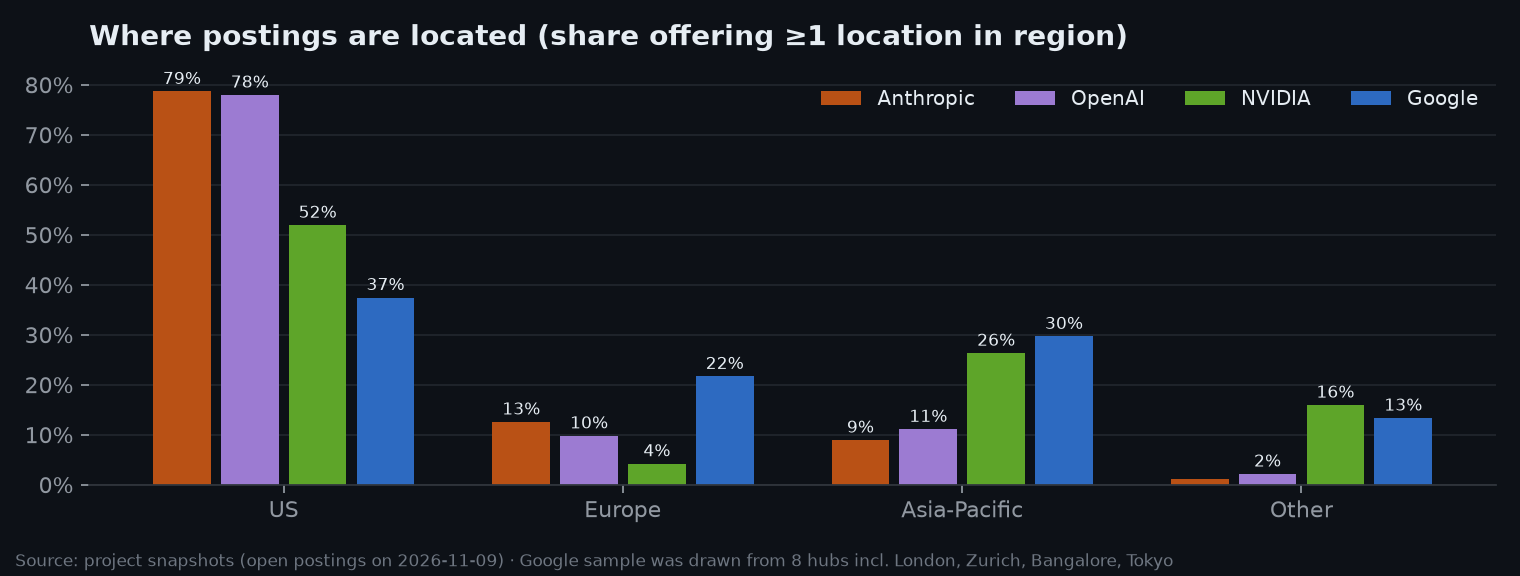 Where postings are located (share offering ≥1 location in region)
Anthropic OpenAI NVIDIA Google
80%
70%
60%
50%
40%
30%
20%
10%
0%
79% 78% 52% 37%
13% 10% 4% 22%
9% 11% 26% 30%
2% 16% 13%
US Europe Asia-Pacific Other
Source: project snapshots (open postings on 2026-11-09) · Google sample was drawn from 8 hubs incl. London, Zurich, Bangalore, Tokyo